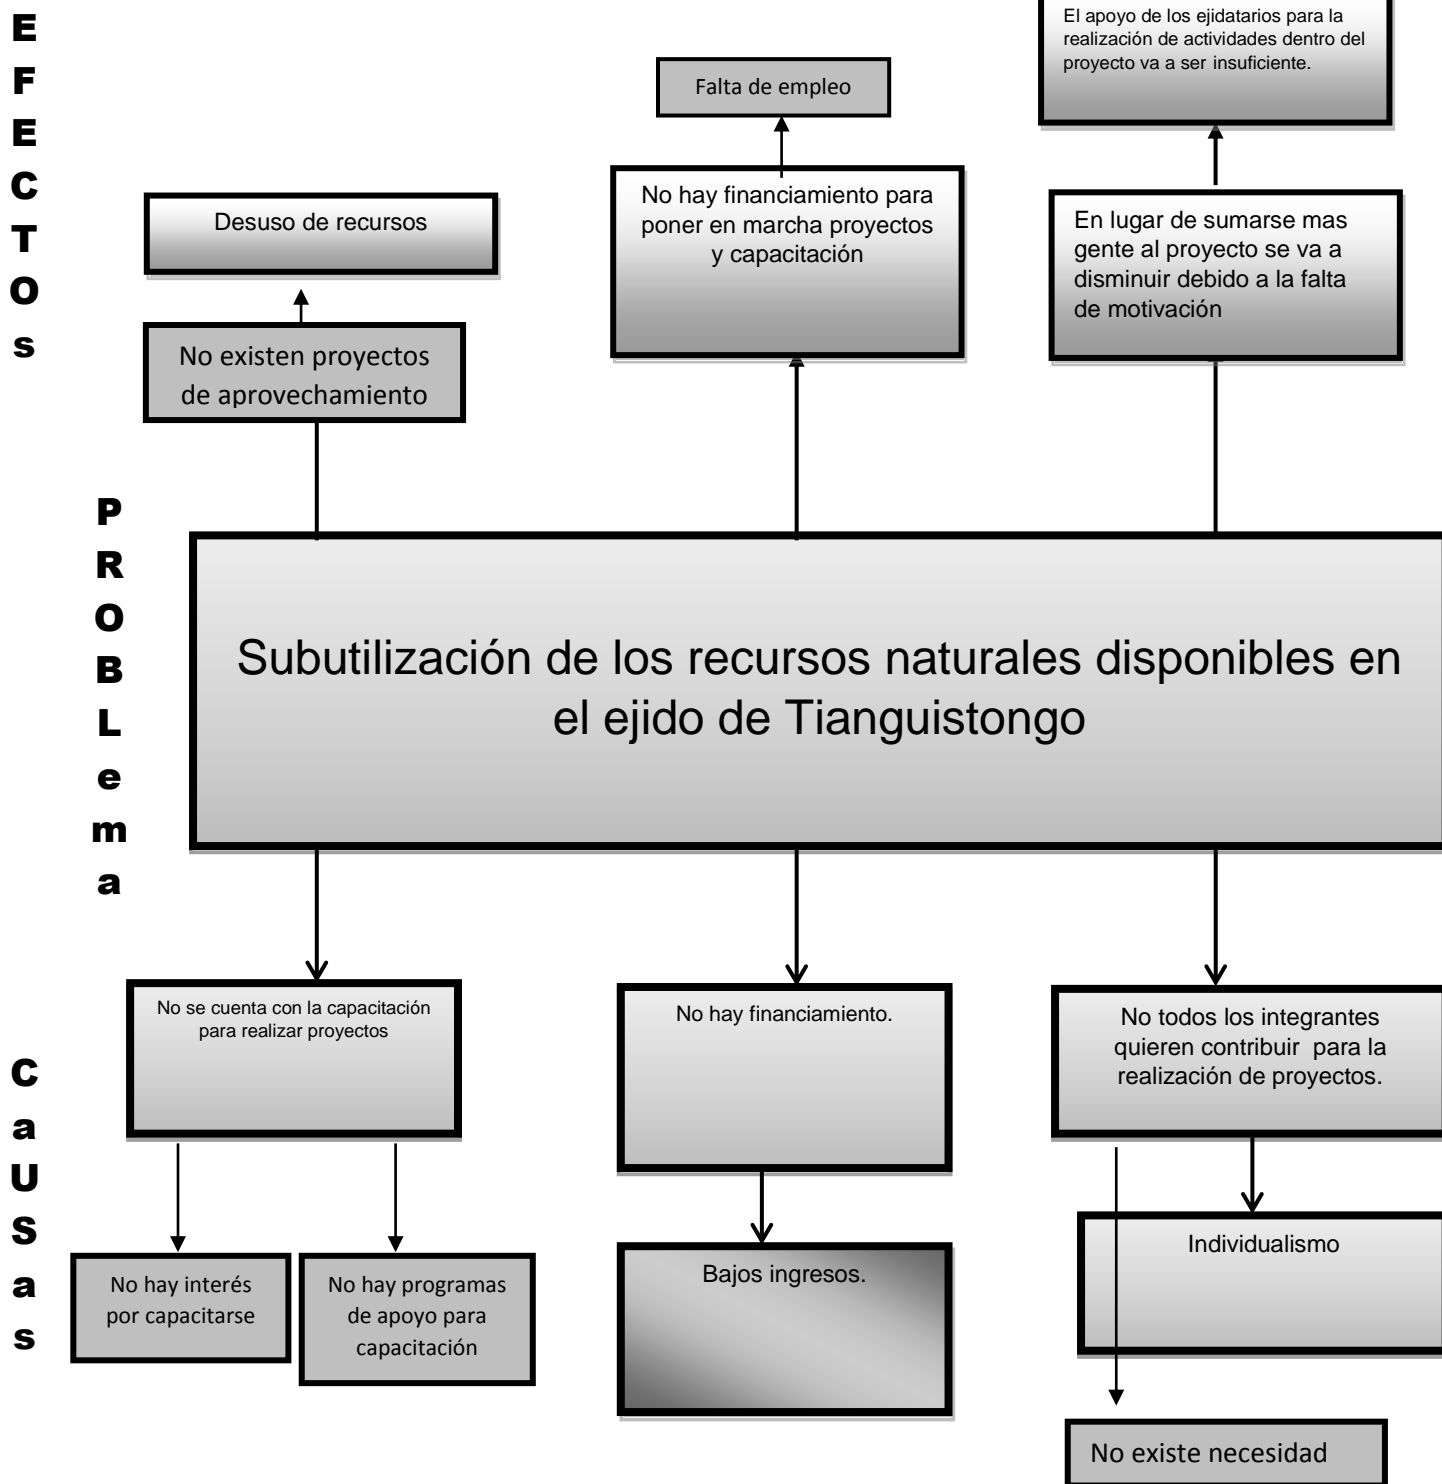 EFECTOs
El apoyo de los ejidatarios para la
realización de actividades dentro del
proyecto va a ser insuficiente.
Falta de empleo
No hay financiamiento para
poner en marcha proyectos
y capacitación
Desuso de recursos
En lugar de sumarse mas
gente al proyecto se va a
disminuir debido a la falta
de motivación
No existen proyectos
de aprovechamiento
PROBLema
Subutilización de los recursos naturales disponibles en
el ejido de Tianguistongo
CaUSas
No se cuenta con la capacitación
para realizar proyectos
No hay financiamiento.
No todos los integrantes
quieren contribuir para la
realización de proyectos.
No hay interés
por capacitarse
No hay programas
de apoyo para
capacitación
Bajos ingresos.
Individualismo
No existe necesidad